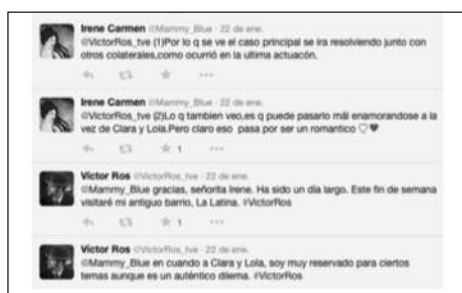 Irene Carmen @Mammy_Blue · 22 de ene.
@VictorRos_tve (1)Por lo q se ve el caso principal se ira resolviendo junto con
otros colaterales,como ocurrió en la ultima actuacón.
Irene Carmen @Mammy_Blue · 22 de ene.
@VictorRos_tve (2)Lo q tambien veo,es q puede pasarlo mál enamorandose a la
vez de Clara y Lola.Pero claro eso pasa por ser un romantico ♡♥
1
Víctor Ros @VictorRos_tve · 22 de ene.
@Mammy_Blue gracias, señorita Irene. Ha sido un día largo. Este fin de semana
visitaré mi antiguo barrio, La Latina. #VictorRos
1
Víctor Ros @VictorRos_tve · 22 de ene.
@Mammy_Blue en cuando a Clara y Lola, soy muy reservado para ciertos
temas aunque es un auténtico dilema. #VictorRos